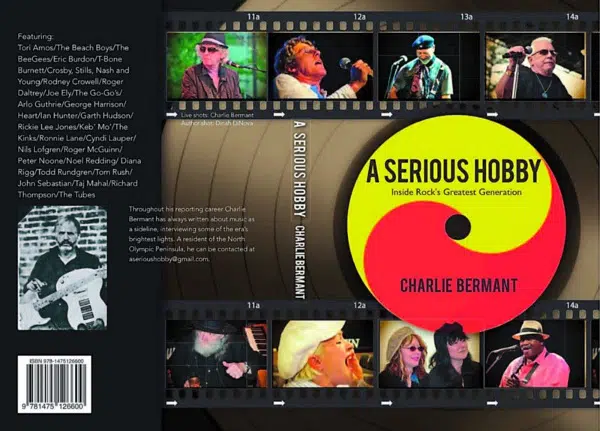 Featuring:
Tori Amos/The Beach Boys/The
BeeGees/Eric Burdon/T-Bone
Burnett/Crosby, Stills, Nash and
Young/Rodney Crowell/Roger
Daltrey/Joe Ely/The Go-Go's/
Arlo Guthrie/George Harrison/
Heart/Ian Hunter/Garth Hudson/
Rickie Lee Jones/Keb' Mo'/The
Kinks/Ronnie Lane/Cyndi Lauper/
Nils Lofgren/Roger McGuinn/
Peter Noone/Noel Redding/ Diana
Rigg/Todd Rundgren/Tom Rush/
John Sebastian/Taj Mahal/Richard
Thompson/The Tubes
Throughout his reporting career Charlie
Bermant has always written about music as
a sideline, interviewing some of the era's
brightest lights. A resident of the North
Olympic Peninsula, he can be contacted at
aserioushobby@gmail.com.
ISBN 978-1475126600
9 781475 126600
Live shots: Charlie Bermant
A SERIOUS HOBBY CHARLIE BERMANT
11a 12a 13a 14a
A SERIOUS HOBBY
Inside Rock's Greatest Generation
CHARLIE BERMANT
11a 11a 14a